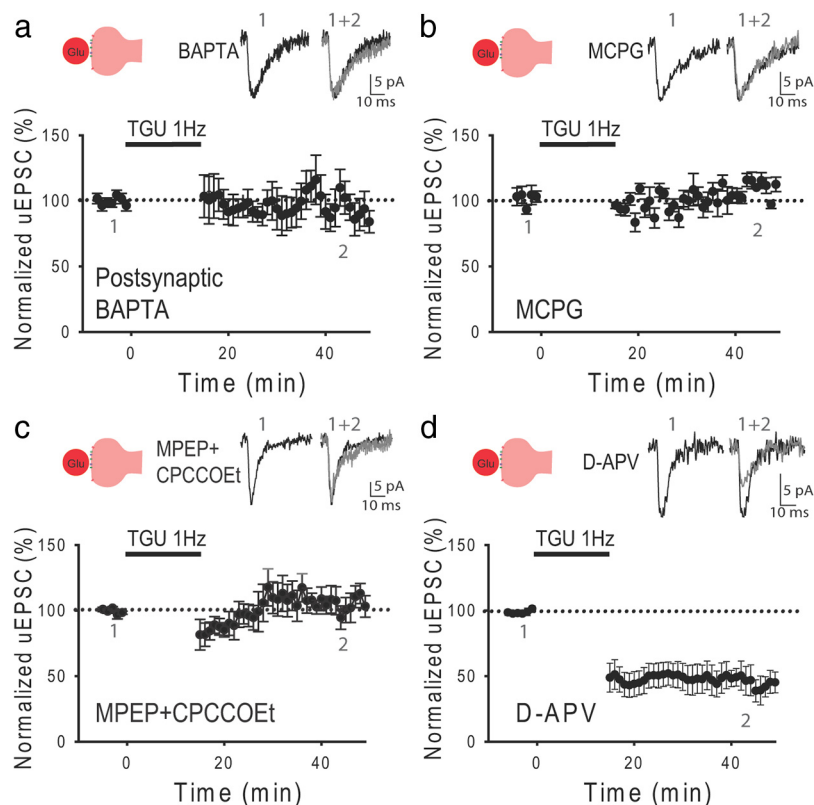 a
Glu
BAPTA
1
1+2
5 pA
10 ms
TGU 1Hz
Normalized uEPSC (%)
150
100
50
0
1
2
Postsynaptic
BAPTA
0
20
40
Time (min)
b
Glu
MCPG
1
1+2
5 pA
10 ms
TGU 1Hz
Normalized uEPSC (%)
150
100
50
0
1
2
MCPG
0
20
40
Time (min)
c
Glu
MPEP+
CPCCOEt
1
1+2
5 pA
10 ms
TGU 1Hz
Normalized uEPSC (%)
150
100
50
0
1
2
MPEP+CPCCOEt
0
20
40
Time (min)
d
Glu
D-APV
1
1+2
5 pA
10 ms
TGU 1Hz
Normalized uEPSC (%)
150
100
50
0
1
2
D-APV
0
20
40
Time (min)